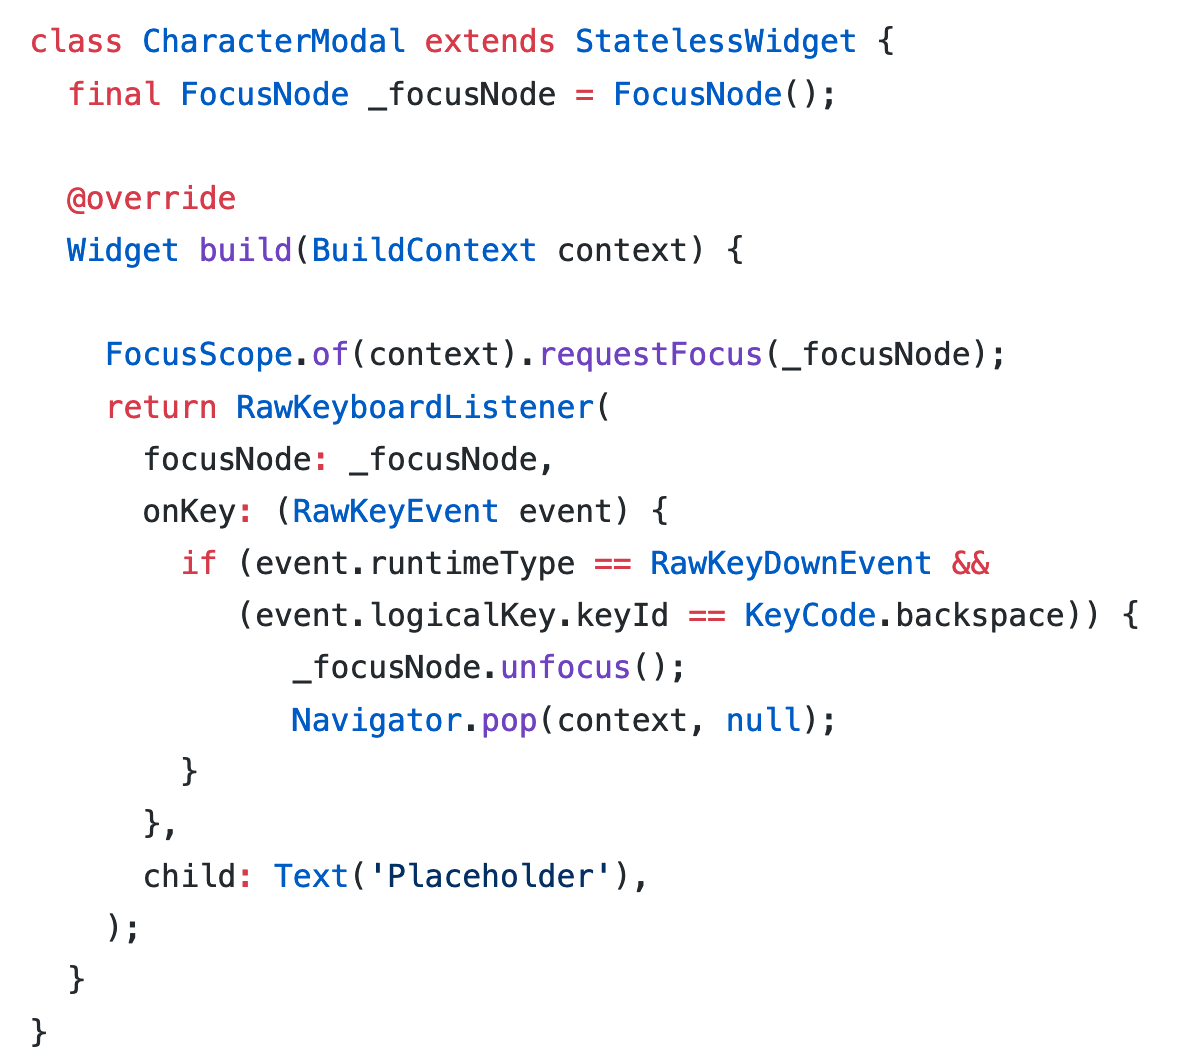 class CharacterModal extends StatelessWidget {
  final FocusNode _focusNode = FocusNode();

  @override
  Widget build(BuildContext context) {

    FocusScope.of(context).requestFocus(_focusNode);
    return RawKeyboardListener(
      focusNode: _focusNode,
      onKey: (RawKeyEvent event) {
        if (event.runtimeType == RawKeyDownEvent &&
           (event.logicalKey.keyId == KeyCode.backspace)) {
              _focusNode.unfocus();
              Navigator.pop(context, null);
        }
      },
      child: Text('Placeholder'),
    );
  }
}